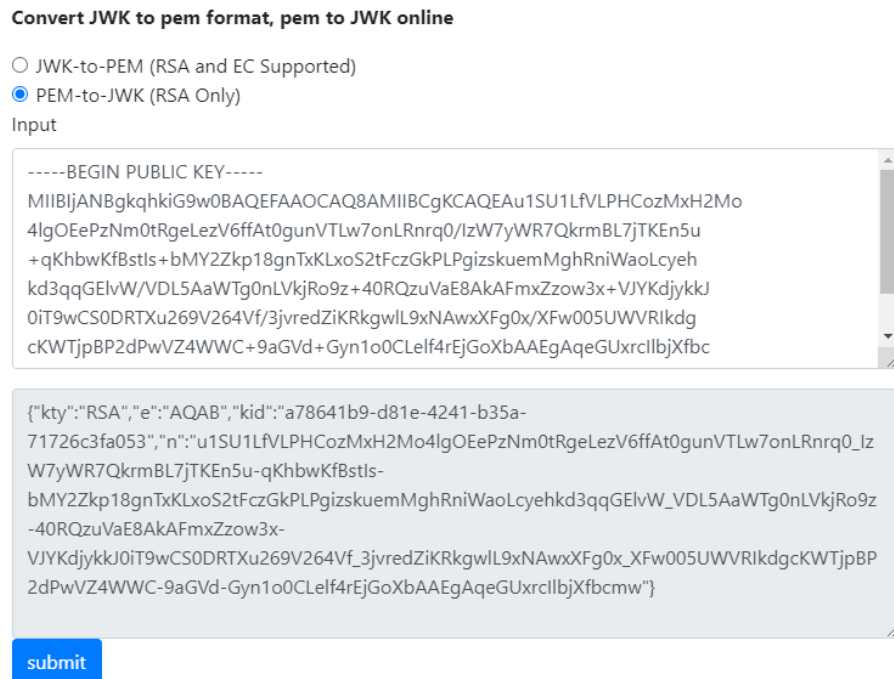 Convert JWK to pem format, pem to JWK online
JWK-to-PEM (RSA and EC Supported)
PEM-to-JWK (RSA Only)
Input
-----BEGIN PUBLIC KEY-----
MIIBIjANBgkqhkiG9w0BAQEFAAOCAQ8AMIIBCgKCAQEAu1SU1LfVLPHCozMxH2Mo
4lgOEePzNm0tRgeLezV6ffAt0gunVTLw7onLRnrq0/IzW7yWR7QkrmBL7jTKEn5u
+qKhbwKfBstIs+bMY2Zkp18gnTxKLxoS2tFczGkPLPgizskuemMghRniWaoLcyeh
kd3qqGElvW/VDL5AaWTg0nLVkjRo9z+40RQzuVaE8AkAFmxZzow3x+VJYKdjykkJ
0iT9wCS0DRTXu269V264Vf/3jvredZiKRkgwlL9xNAwxXFg0x/XFw005UWVRIkdg
cKWTjpBP2dPwVZ4WWC+9aGVd+Gyn1o0CLelf4rEjGoXbAAEgAqeGUxrcIlbjXfbc
{"kty":"RSA","e":"AQAB","kid":"a78641b9-d81e-4241-b35a-
71726c3fa053","n":"u1SU1LfVLPHCozMxH2Mo4lgOEePzNm0tRgeLezV6ffAt0gunVTLw7onLRnrq0_Iz
W7yWR7QkrmBL7jTKEn5u-qKhbwKfBstIs-
bMY2Zkp18gnTxKLxoS2tFczGkPLPgizskuemMghRniWaoLcyehkd3qqGElvW_VDL5AaWTg0nLVkjRo9z
-40RQzuVaE8AkAFmxZzow3x-
VJYKdjykkJ0iT9wCS0DRTXu269V264Vf_3jvredZiKRkgwlL9xNAwxXFg0x_XFw005UWVRIkdgcKWTjpBP
2dPwVZ4WWC-9aGVd-Gyn1o0CLelf4rEjGoXbAAEgAqeGUxrcIlbjXfbcmw"}
submit